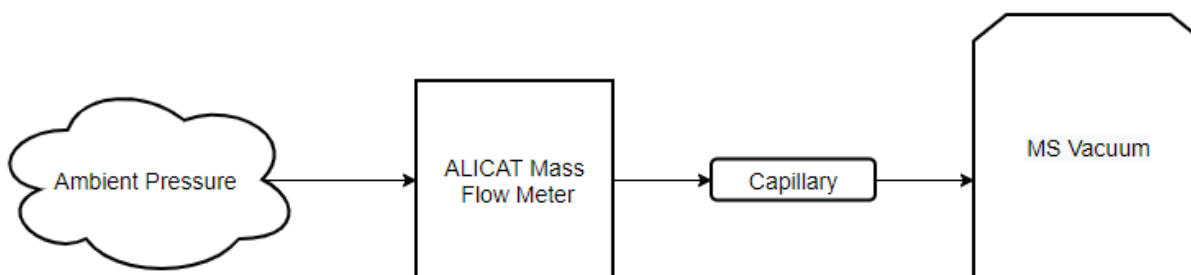 Ambient Pressure
ALICAT Mass
Flow Meter
Capillary
MS Vacuum